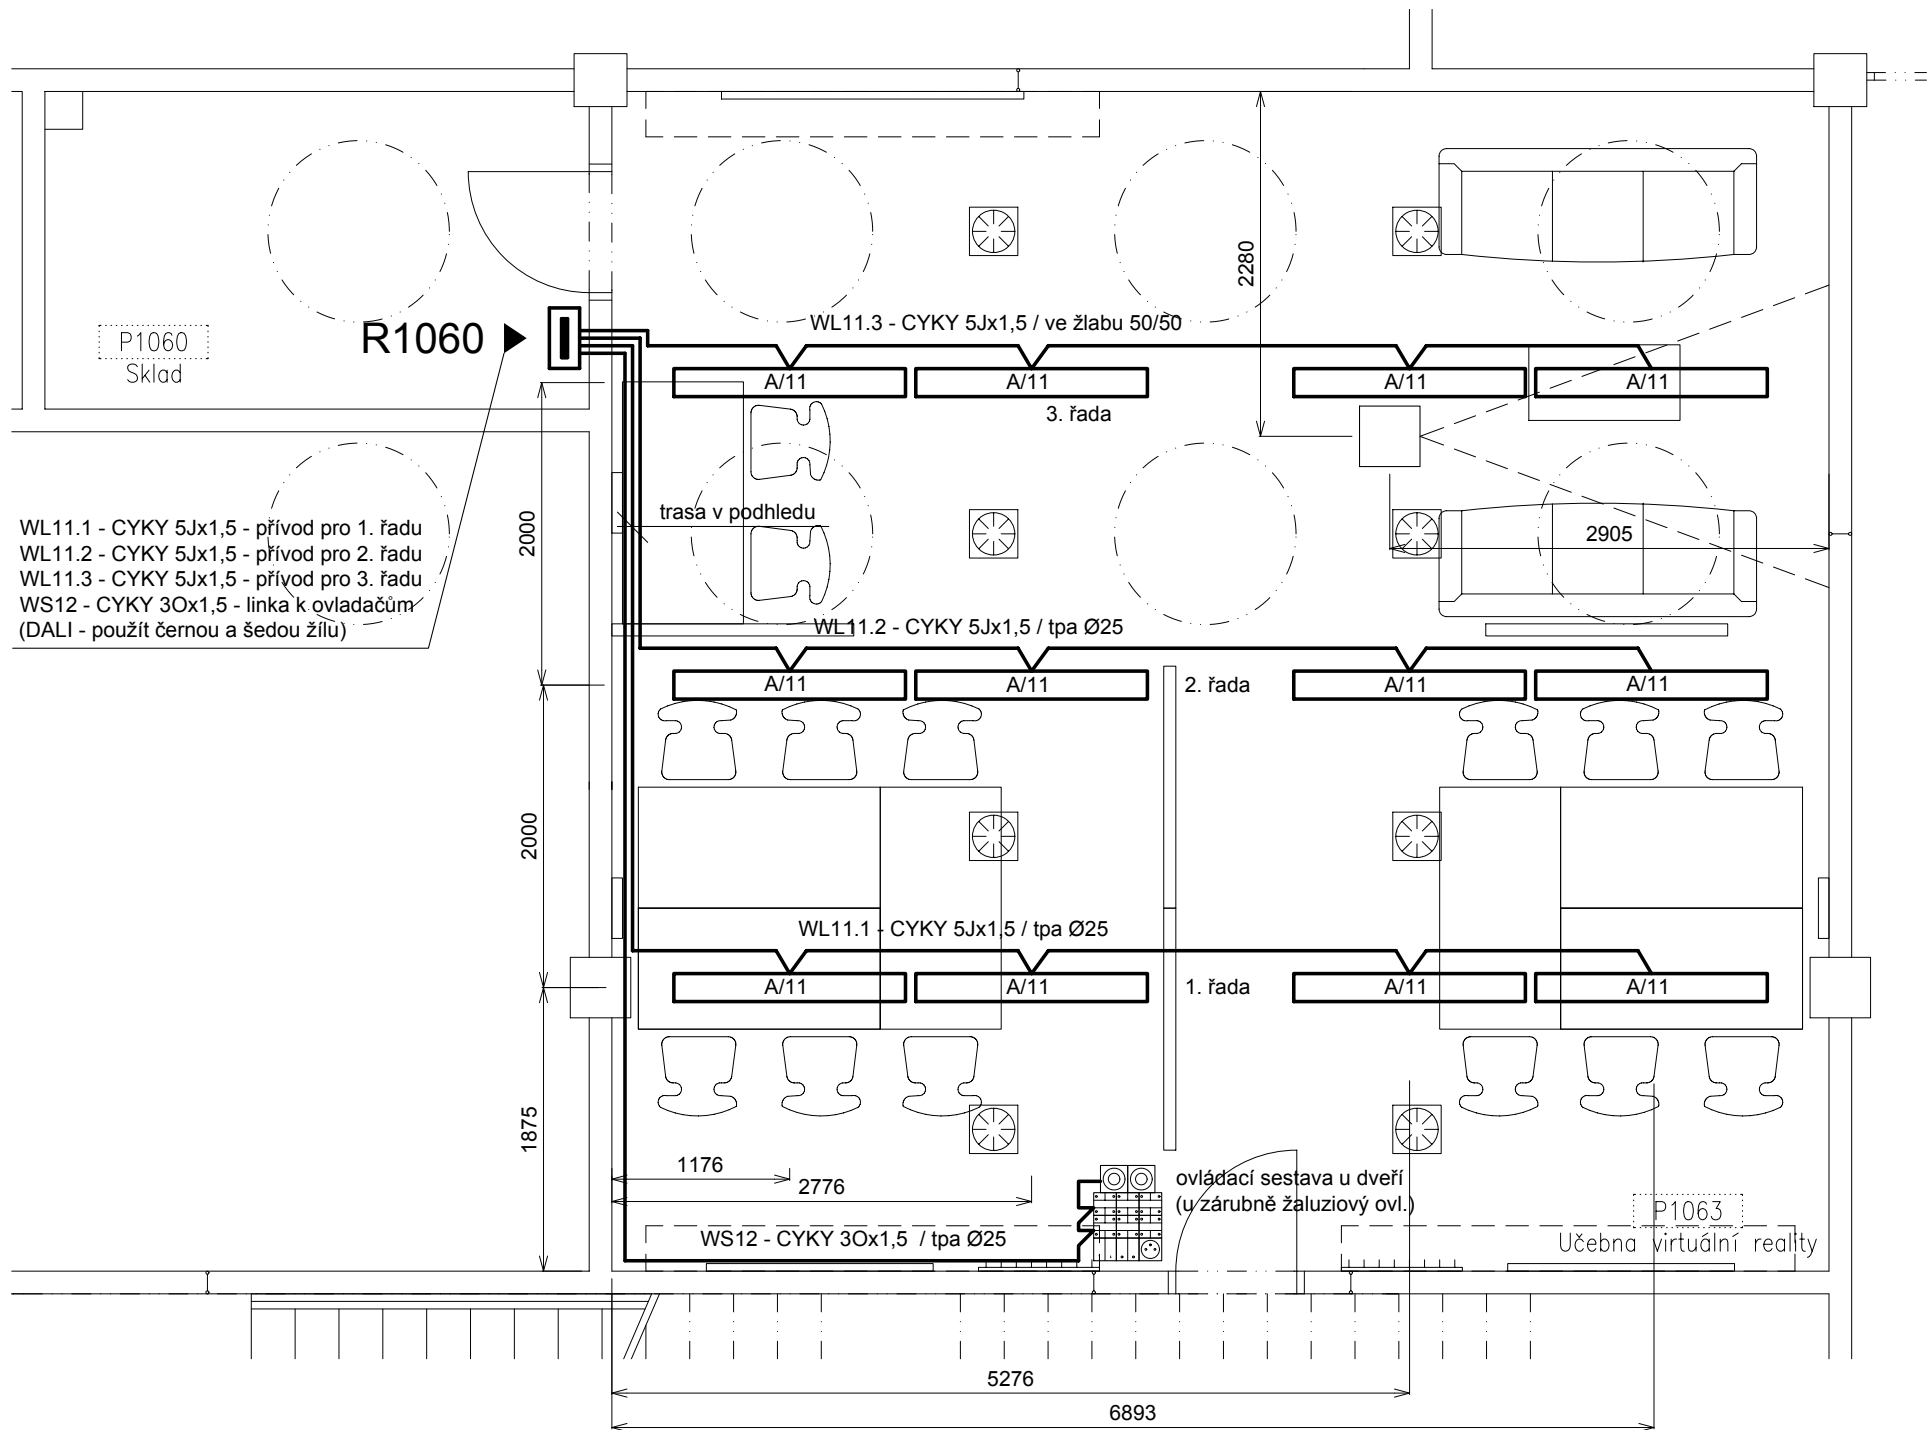 2280
WL11.3 - CYKY 5Jx1,5 / ve žlabu 50/50
R1060
P1060
Sklad
A/11
A/11
A/11
A/11
3. řada
2000
trasa v podhledu
2905
WL11.1 - CYKY 5Jx1,5 - přívod pro 1. řadu
WL11.2 - CYKY 5Jx1,5 - přívod pro 2. řadu
WL11.3 - CYKY 5Jx1,5 - přívod pro 3. řadu
WS12 - CYKY 3Ox1,5 - linka k ovladačům
(DALI - použít černou a šedou žílu)
WL11.2 - CYKY 5Jx1,5 / tpa Ø25
A/11
A/11
2. řada
A/11
A/11
2000
WL11.1 - CYKY 5Jx1,5 / tpa Ø25
A/11
A/11
1. řada
A/11
A/11
1875
1176
2776
ovládací sestava u dveří
(u zárubně žaluziový ovl.)
WS12 - CYKY 3Ox1,5 / tpa Ø25
P1063
Učebna virtuální reality
5276
6893